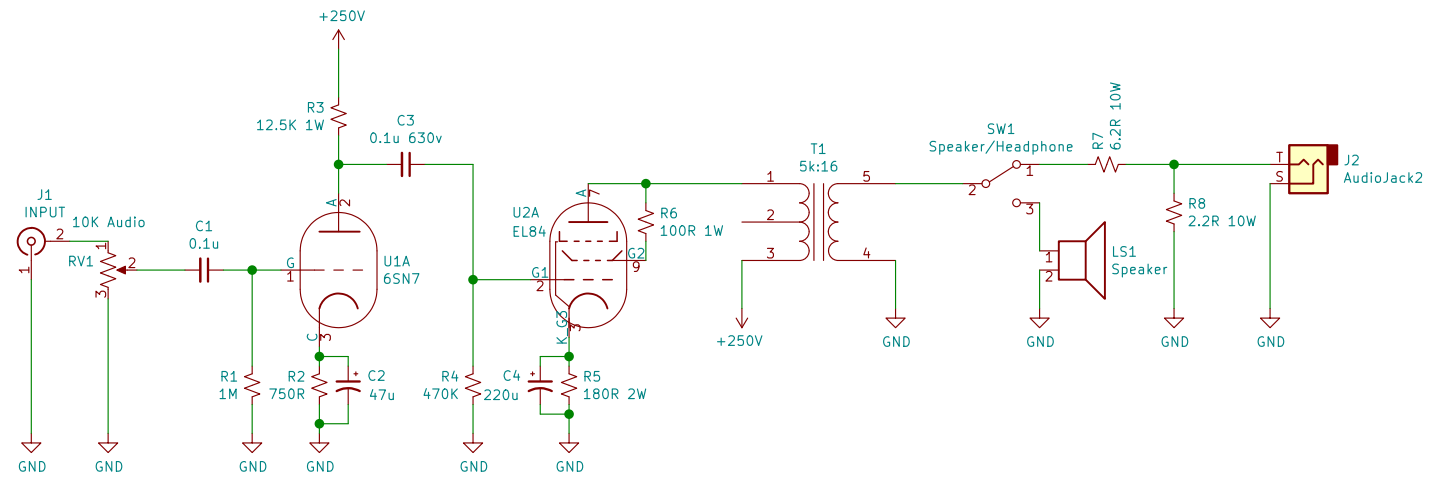 +250V
R3
12.5K 1W
C3
0.1u 630v
J1
INPUT
10K Audio
2
1
1
RV1
2
3
GND
GND
C1
0.1u
A
2
G
1
U1A
6SN7
C
3
R1
1M
GND
R2
750R
C2
+
47u
GND
R4
470K
GND
U2A
EL84
A
7
G1
2
G2
9
G3
K
3
R6
100R 1W
C4
+
220u
R5
180R 2W
GND
T1
5k:16
1
2
3
5
4
+250V
GND
SW1
Speaker/Headphone
2
1
3
R7
6.2R 10W
LS1
Speaker
1
2
GND
R8
2.2R 10W
GND
T
S
J2
AudioJack2
GND